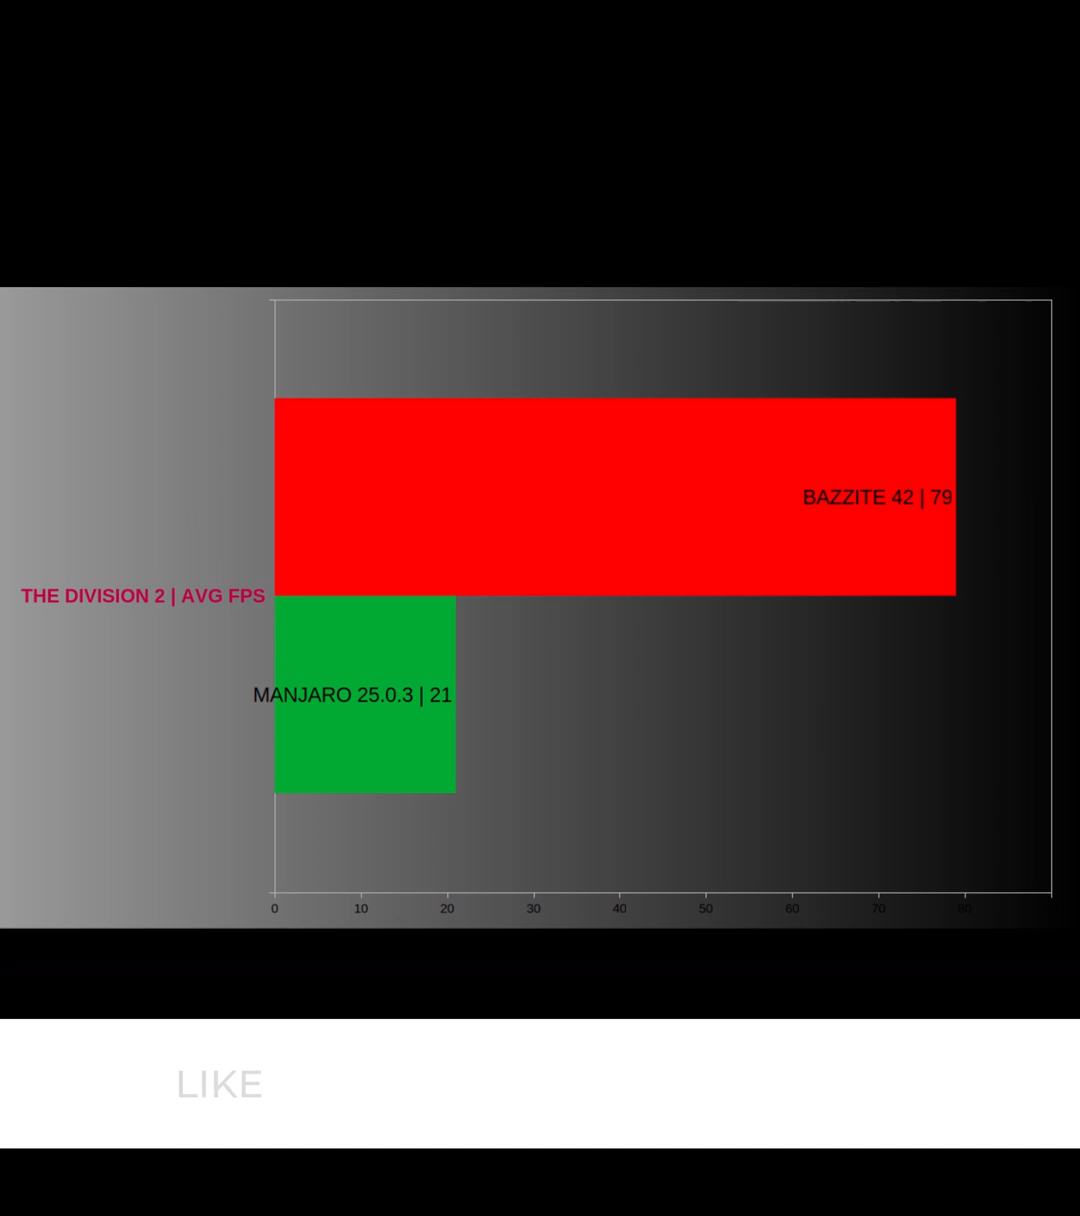 BAZZITE 42 | 79
THE DIVISION 2 | AVG FPS
MANJARO 25.0.3 | 21
0 10 20 30 40 50 60 70 80
LIKE